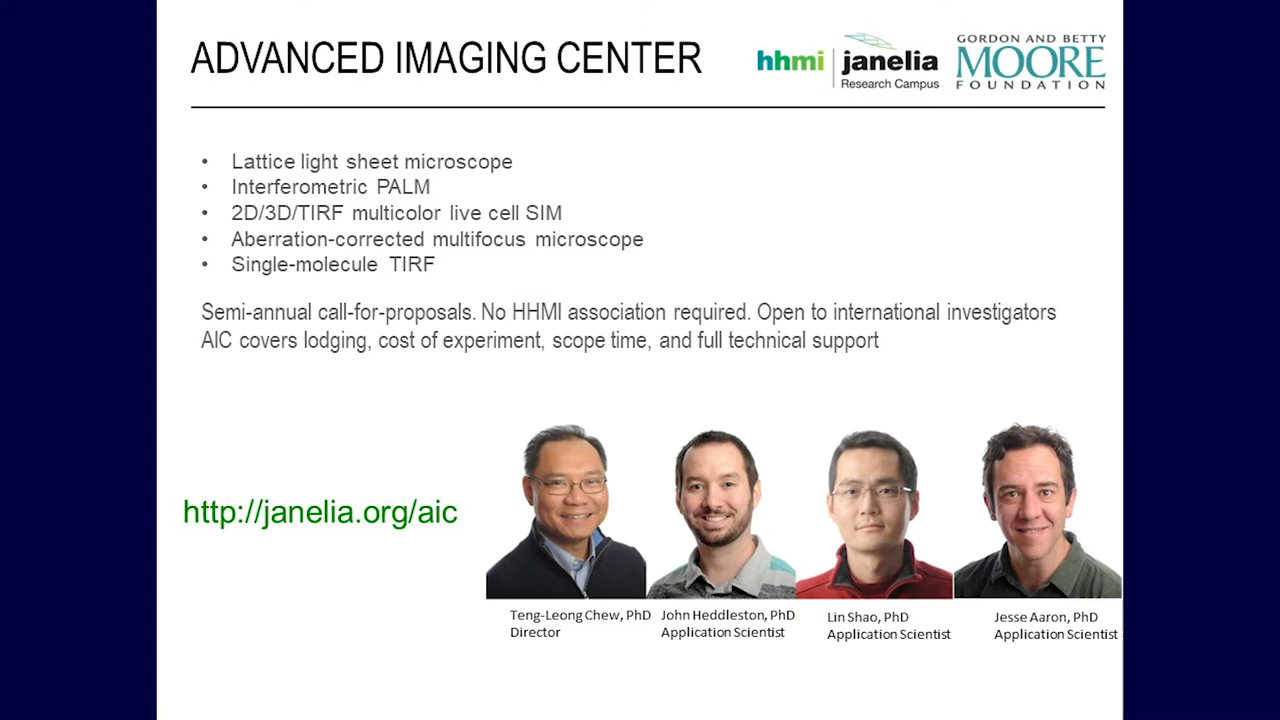 ADVANCED IMAGING CENTER
hhmi janelia
Research Campus
GORDON AND BETTY
MOORE
FOUNDATION
• Lattice light sheet microscope
• Interferometric PALM
• 2D/3D/TIRF multicolor live cell SIM
• Aberration-corrected multifocus microscope
• Single-molecule TIRF
Semi-annual call-for-proposals. No HHMI association required. Open to international investigators
AIC covers lodging, cost of experiment, scope time, and full technical support
http://janelia.org/aic
Teng-Leong Chew, PhD
Director
John Heddleston, PhD
Application Scientist
Lin Shao, PhD
Application Scientist
Jesse Aaron, PhD
Application Scientist